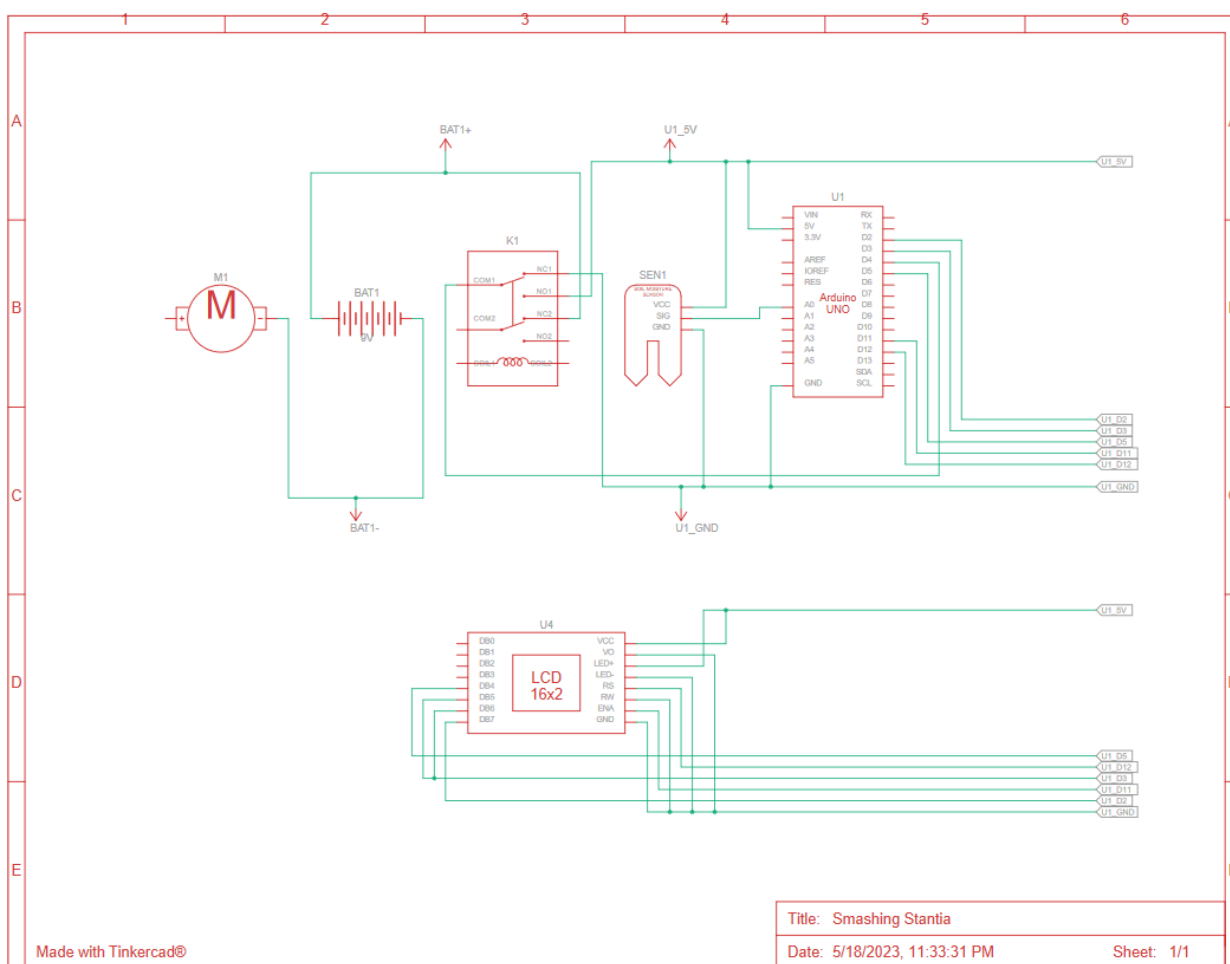 1 2 3 4 5 6
A
B
C
D
E
BAT1+
U1_5V
U1_5V
U1
VIN
5V
3.3V
AREF
IOREF
RES
A0
A1
A2
A3
A4
A5
GND
RX
TX
D2
D3
D4
D5
D6
D7
D8
D9
D10
D11
D12
D13
SDA
SCL
Arduino
UNO
K1
COM1
COM2
NC1
NO1
NC2
NO2
SEN1
SOIL MOISTURE
SENSOR
VCC
SIG
GND
M1
M
+
-
BAT1
9V
U1_D2
U1_D3
U1_D5
U1_D11
U1_D12
U1_GND
BAT1-
U1_GND
U1_5V
U4
DB0
DB1
DB2
DB3
DB4
DB5
DB6
DB7
LCD
16x2
VCC
VO
LED+
LED-
RS
RW
ENA
GND
U1_D5
U1_D12
U1_D3
U1_D11
U1_D2
U1_GND
Title: Smashing Stantia
Made with Tinkercad®
Date: 5/18/2023, 11:33:31 PM Sheet: 1/1